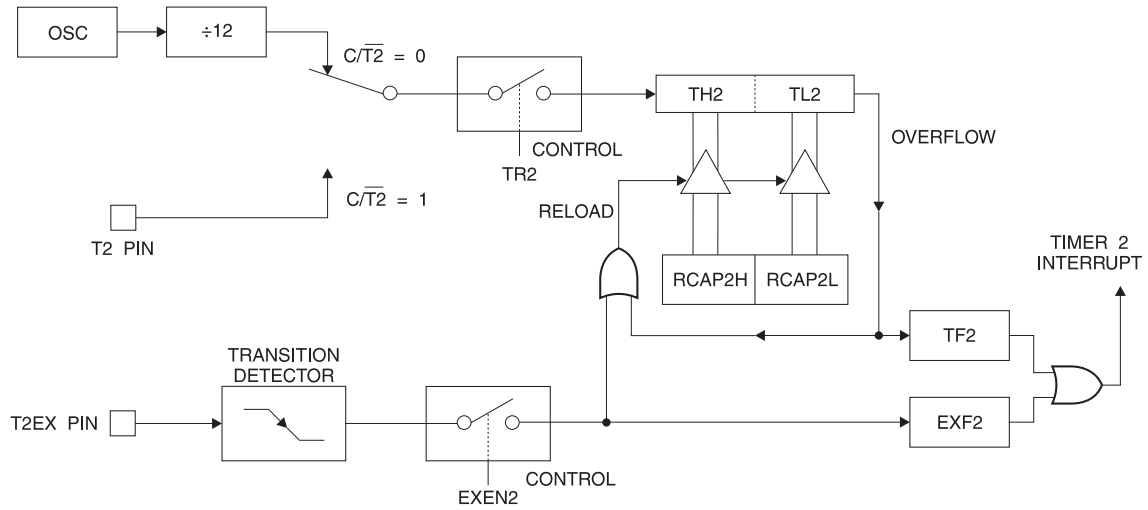 OSC
÷12
C/T2̅ = 0
TH2
TL2
CONTROL
TR2
OVERFLOW
C/T2̅ = 1
RELOAD
T2 PIN
TIMER 2
INTERRUPT
RCAP2H
RCAP2L
TF2
TRANSITION
DETECTOR
T2EX PIN
EXF2
CONTROL
EXEN2